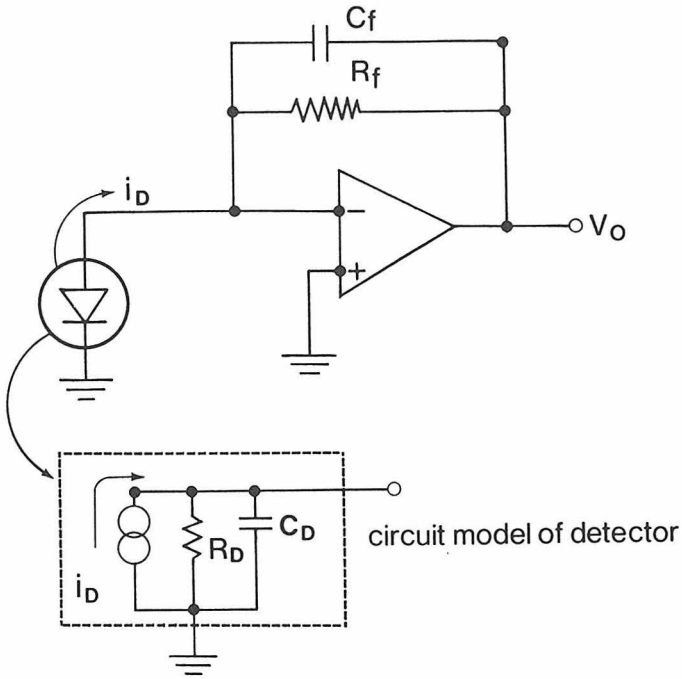 Cf
Rf
iD
−
+
Vo
iD
RD
CD
circuit model of detector